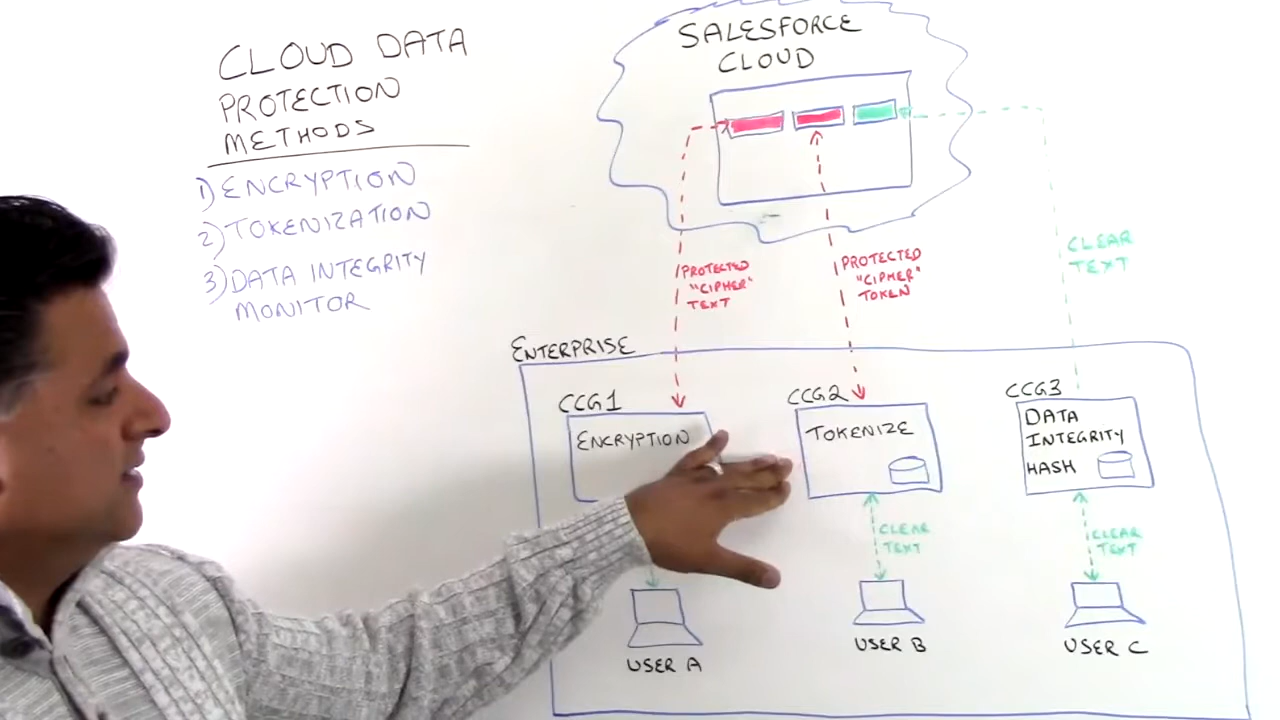 CLOUD DATA
PROTECTION
METHODS
1) ENCRYPTION
2) TOKENIZATION
3) DATA INTEGRITY
MONITOR
SALESFORCE
CLOUD
PROTECTED
"CIPHER"
TEXT
PROTECTED
"CIPHER"
TOKEN
CLEAR
TEXT
ENTERPRISE
CCG1
ENCRYPTION
CCG2
TOKENIZE
CCG3
DATA
INTEGRITY
HASH
CLEAR
TEXT
CLEAR
TEXT
USER A
USER B
USER C